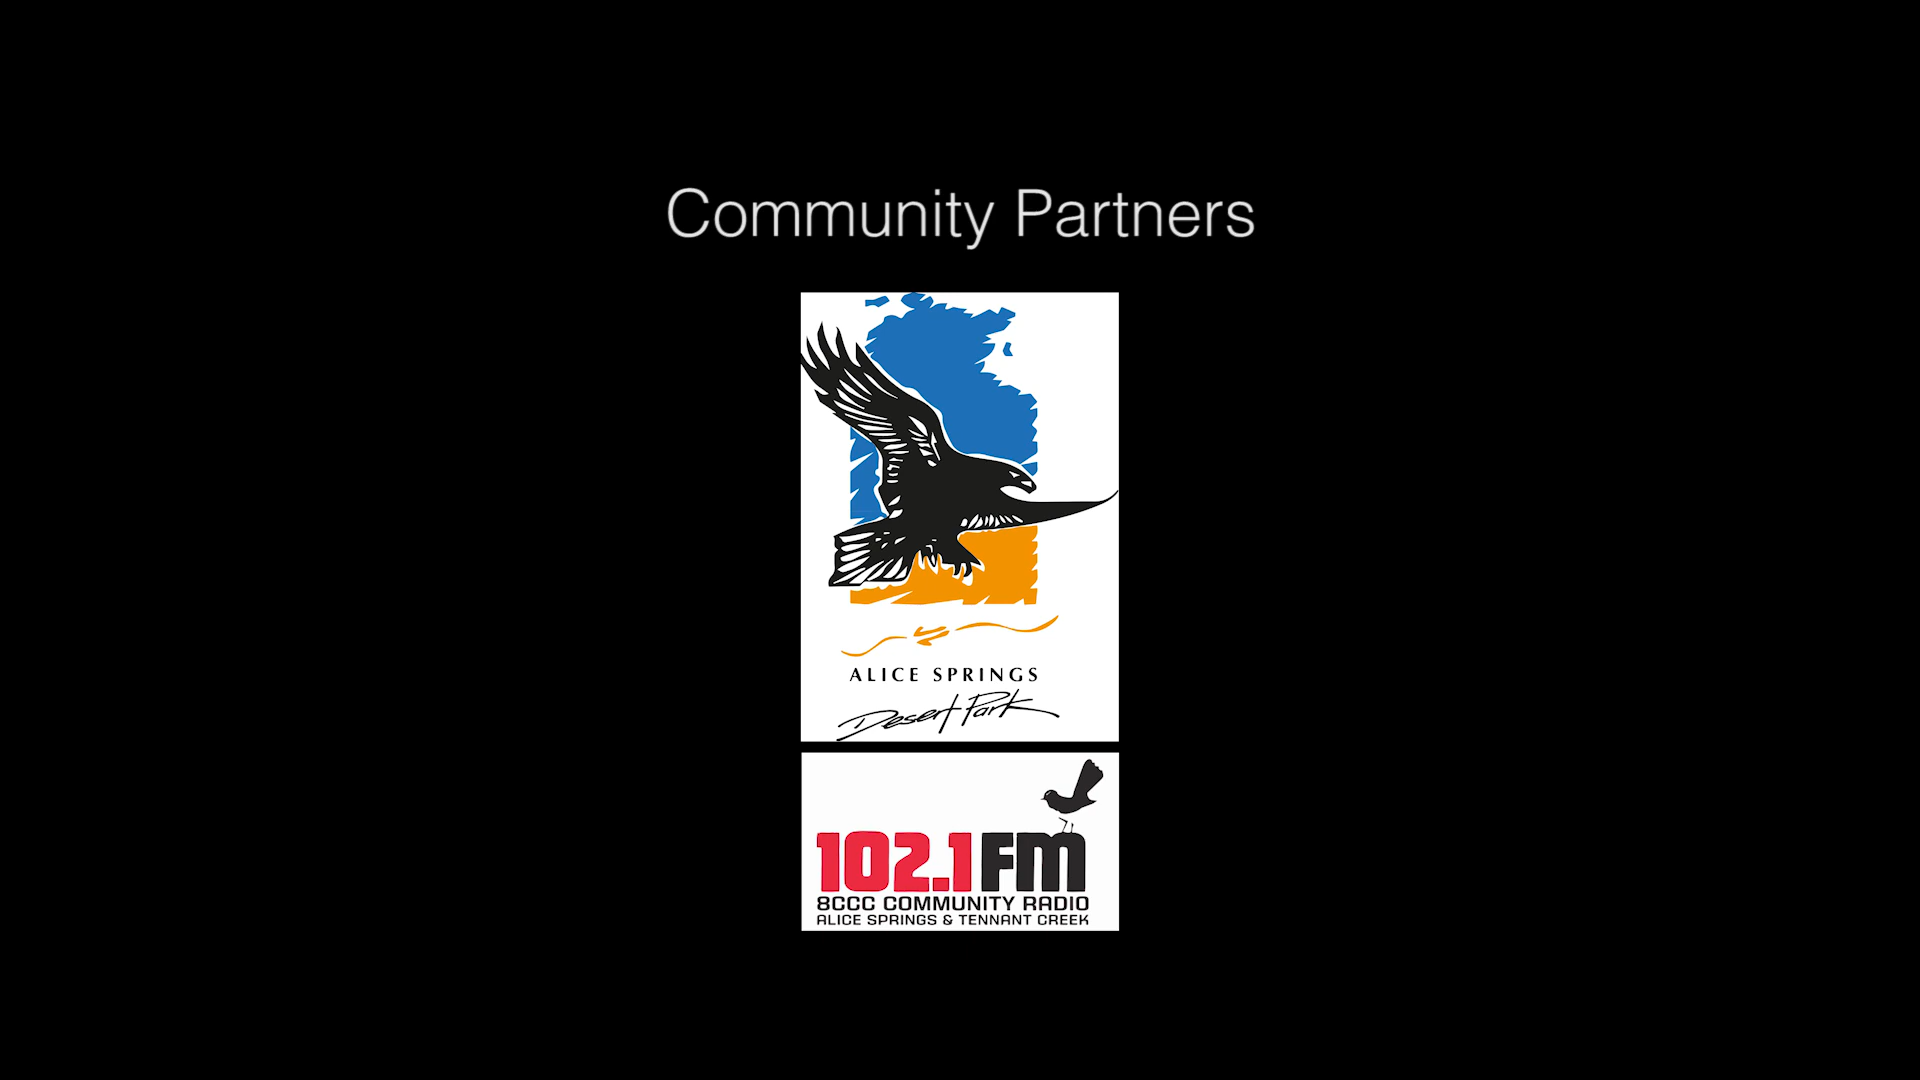 Community Partners
ALICE SPRINGS
Desert Park
102.1FM
8CCC COMMUNITY RADIO
ALICE SPRINGS & TENNANT CREEK